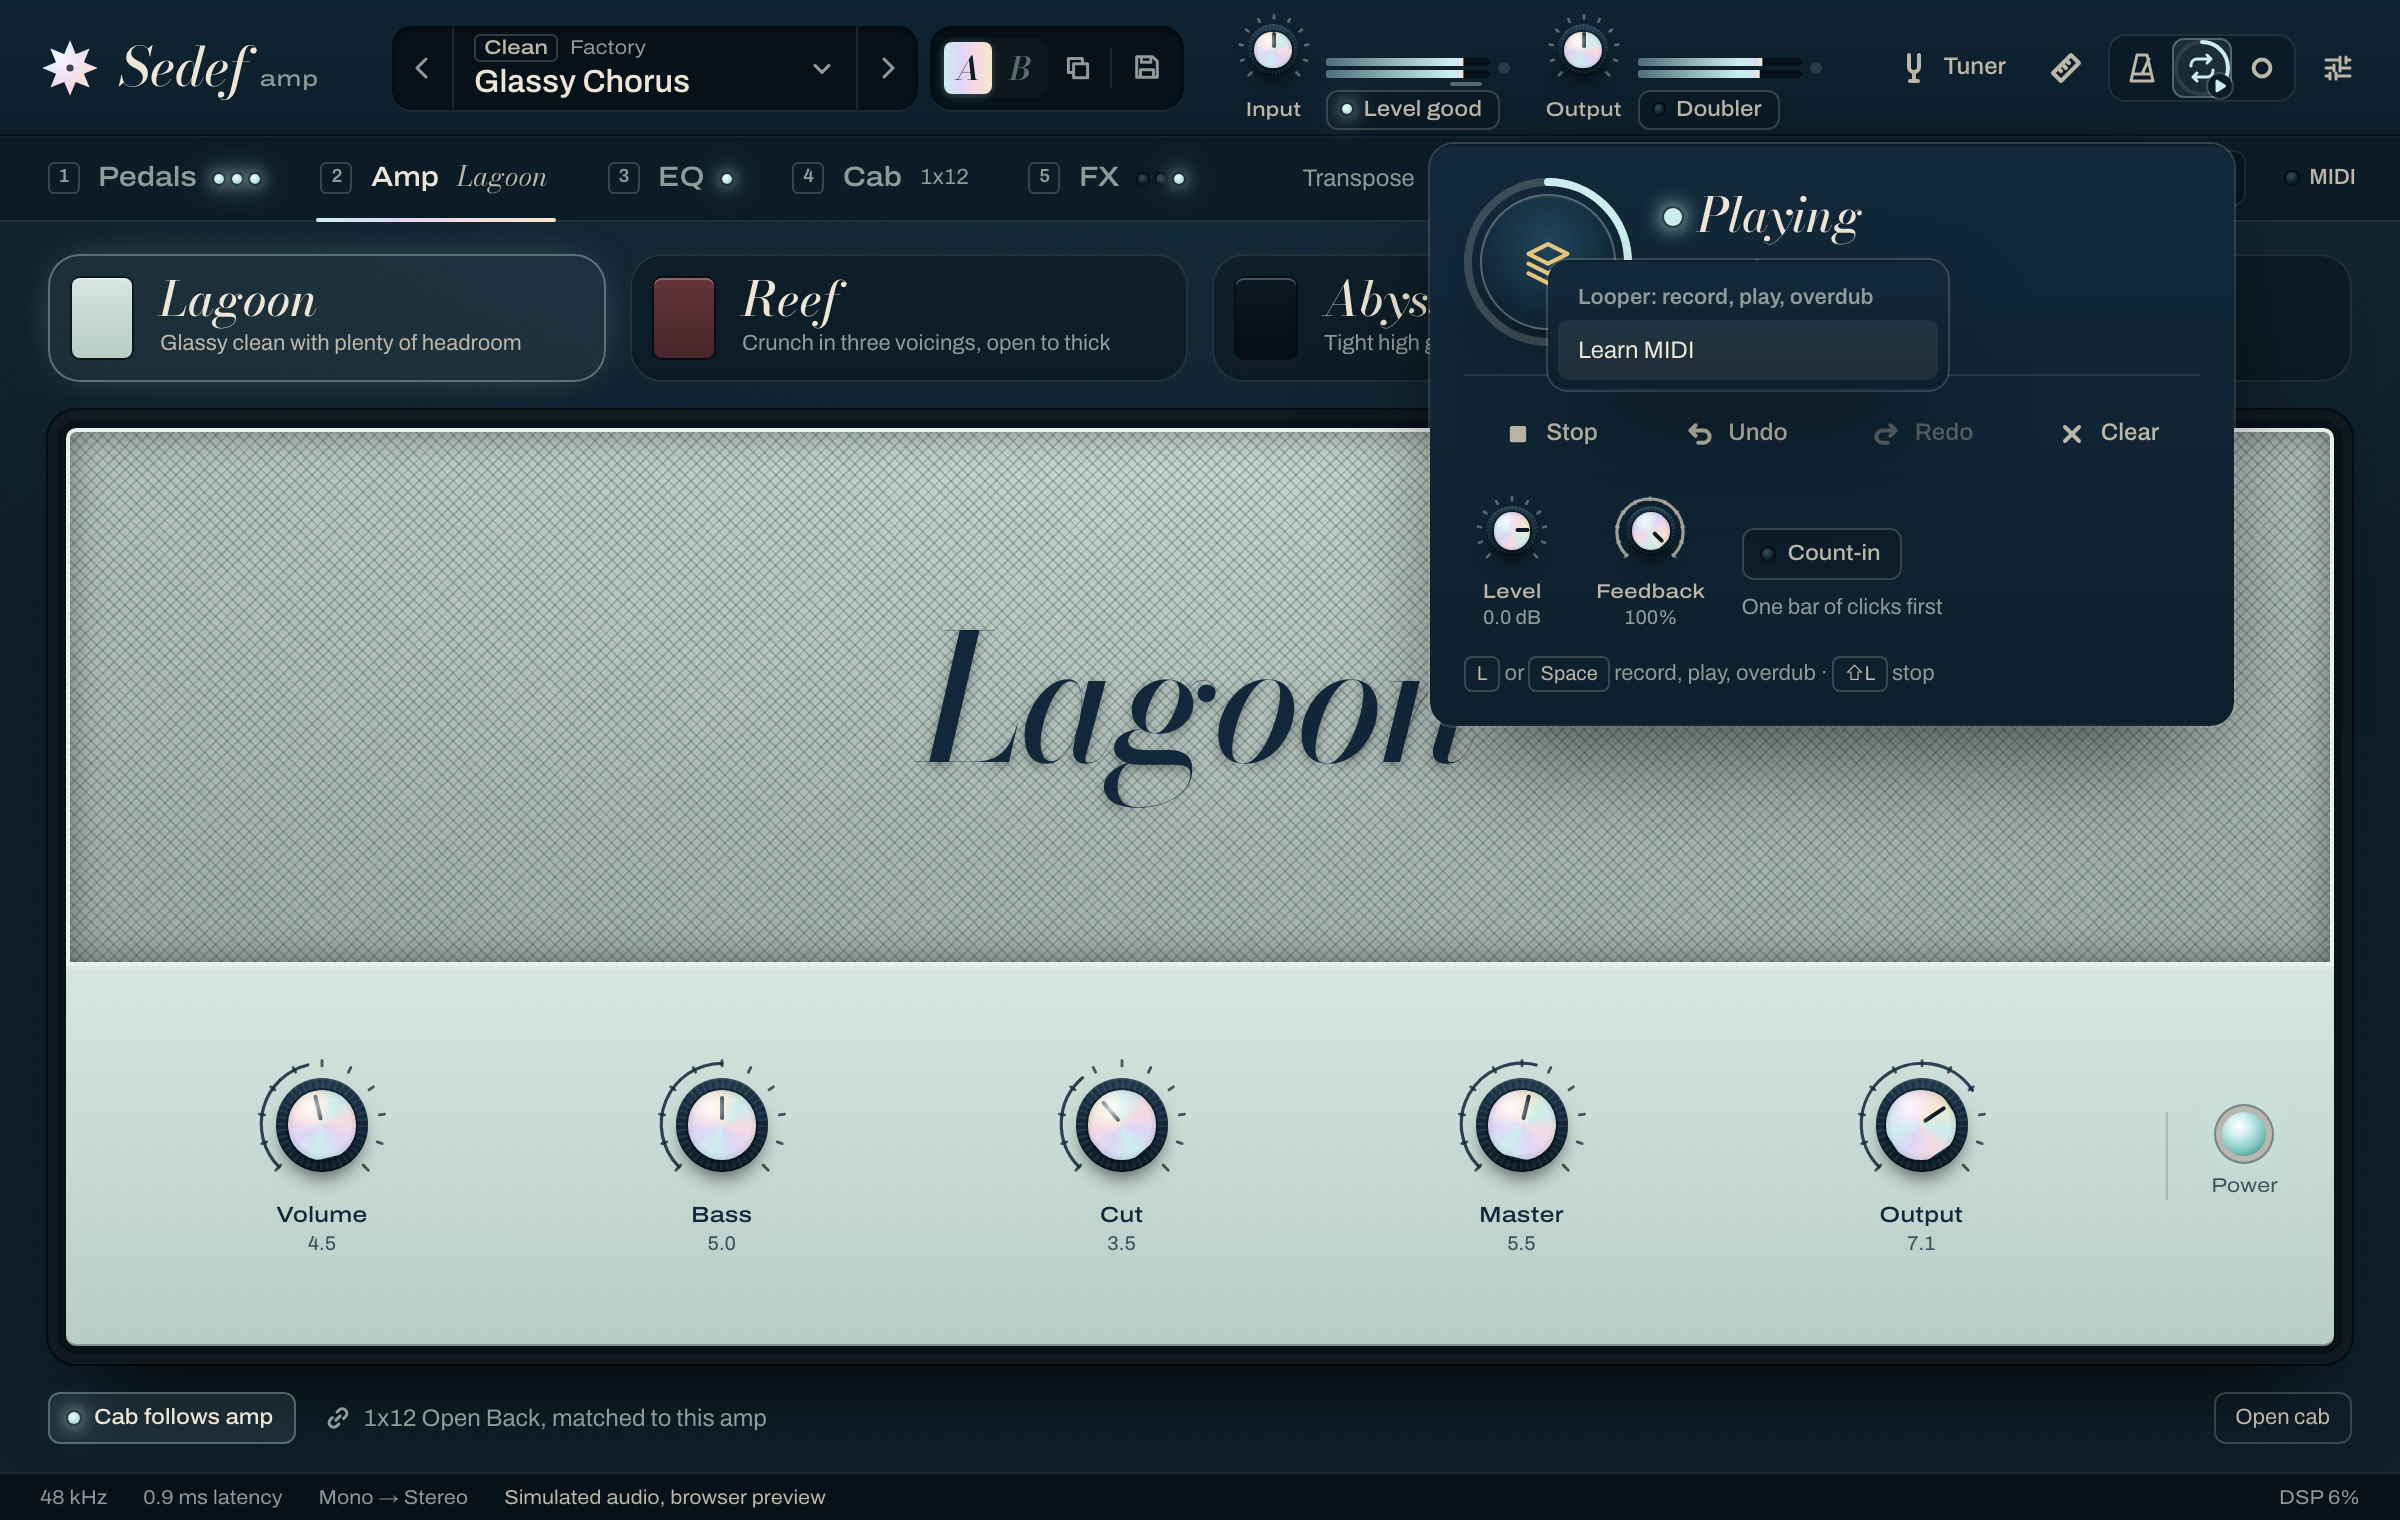 Sedef amp
Clean Factory
Glassy Chorus
A B
Input
Level good
Output
Doubler
Tuner
1 Pedals
2 Amp Lagoon
3 EQ
4 Cab 1x12
5 FX
Transpose
MIDI
Lagoon
Glassy clean with plenty of headroom
Reef
Crunch in three voicings, open to thick
Tight high
Playing
Looper: record, play, overdub
Learn MIDI
Stop
Undo
Redo
Clear
Level
0.0 dB
Feedback
100%
Count-in
One bar of clicks first
L or Space record, play, overdub · ⇧L stop
Lagoon
Volume
4.5
Bass
5.0
Cut
3.5
Master
5.5
Output
7.1
Power
Cab follows amp
1x12 Open Back, matched to this amp
Open cab
48 kHz
0.9 ms latency
Mono → Stereo
Simulated audio, browser preview
DSP 6%